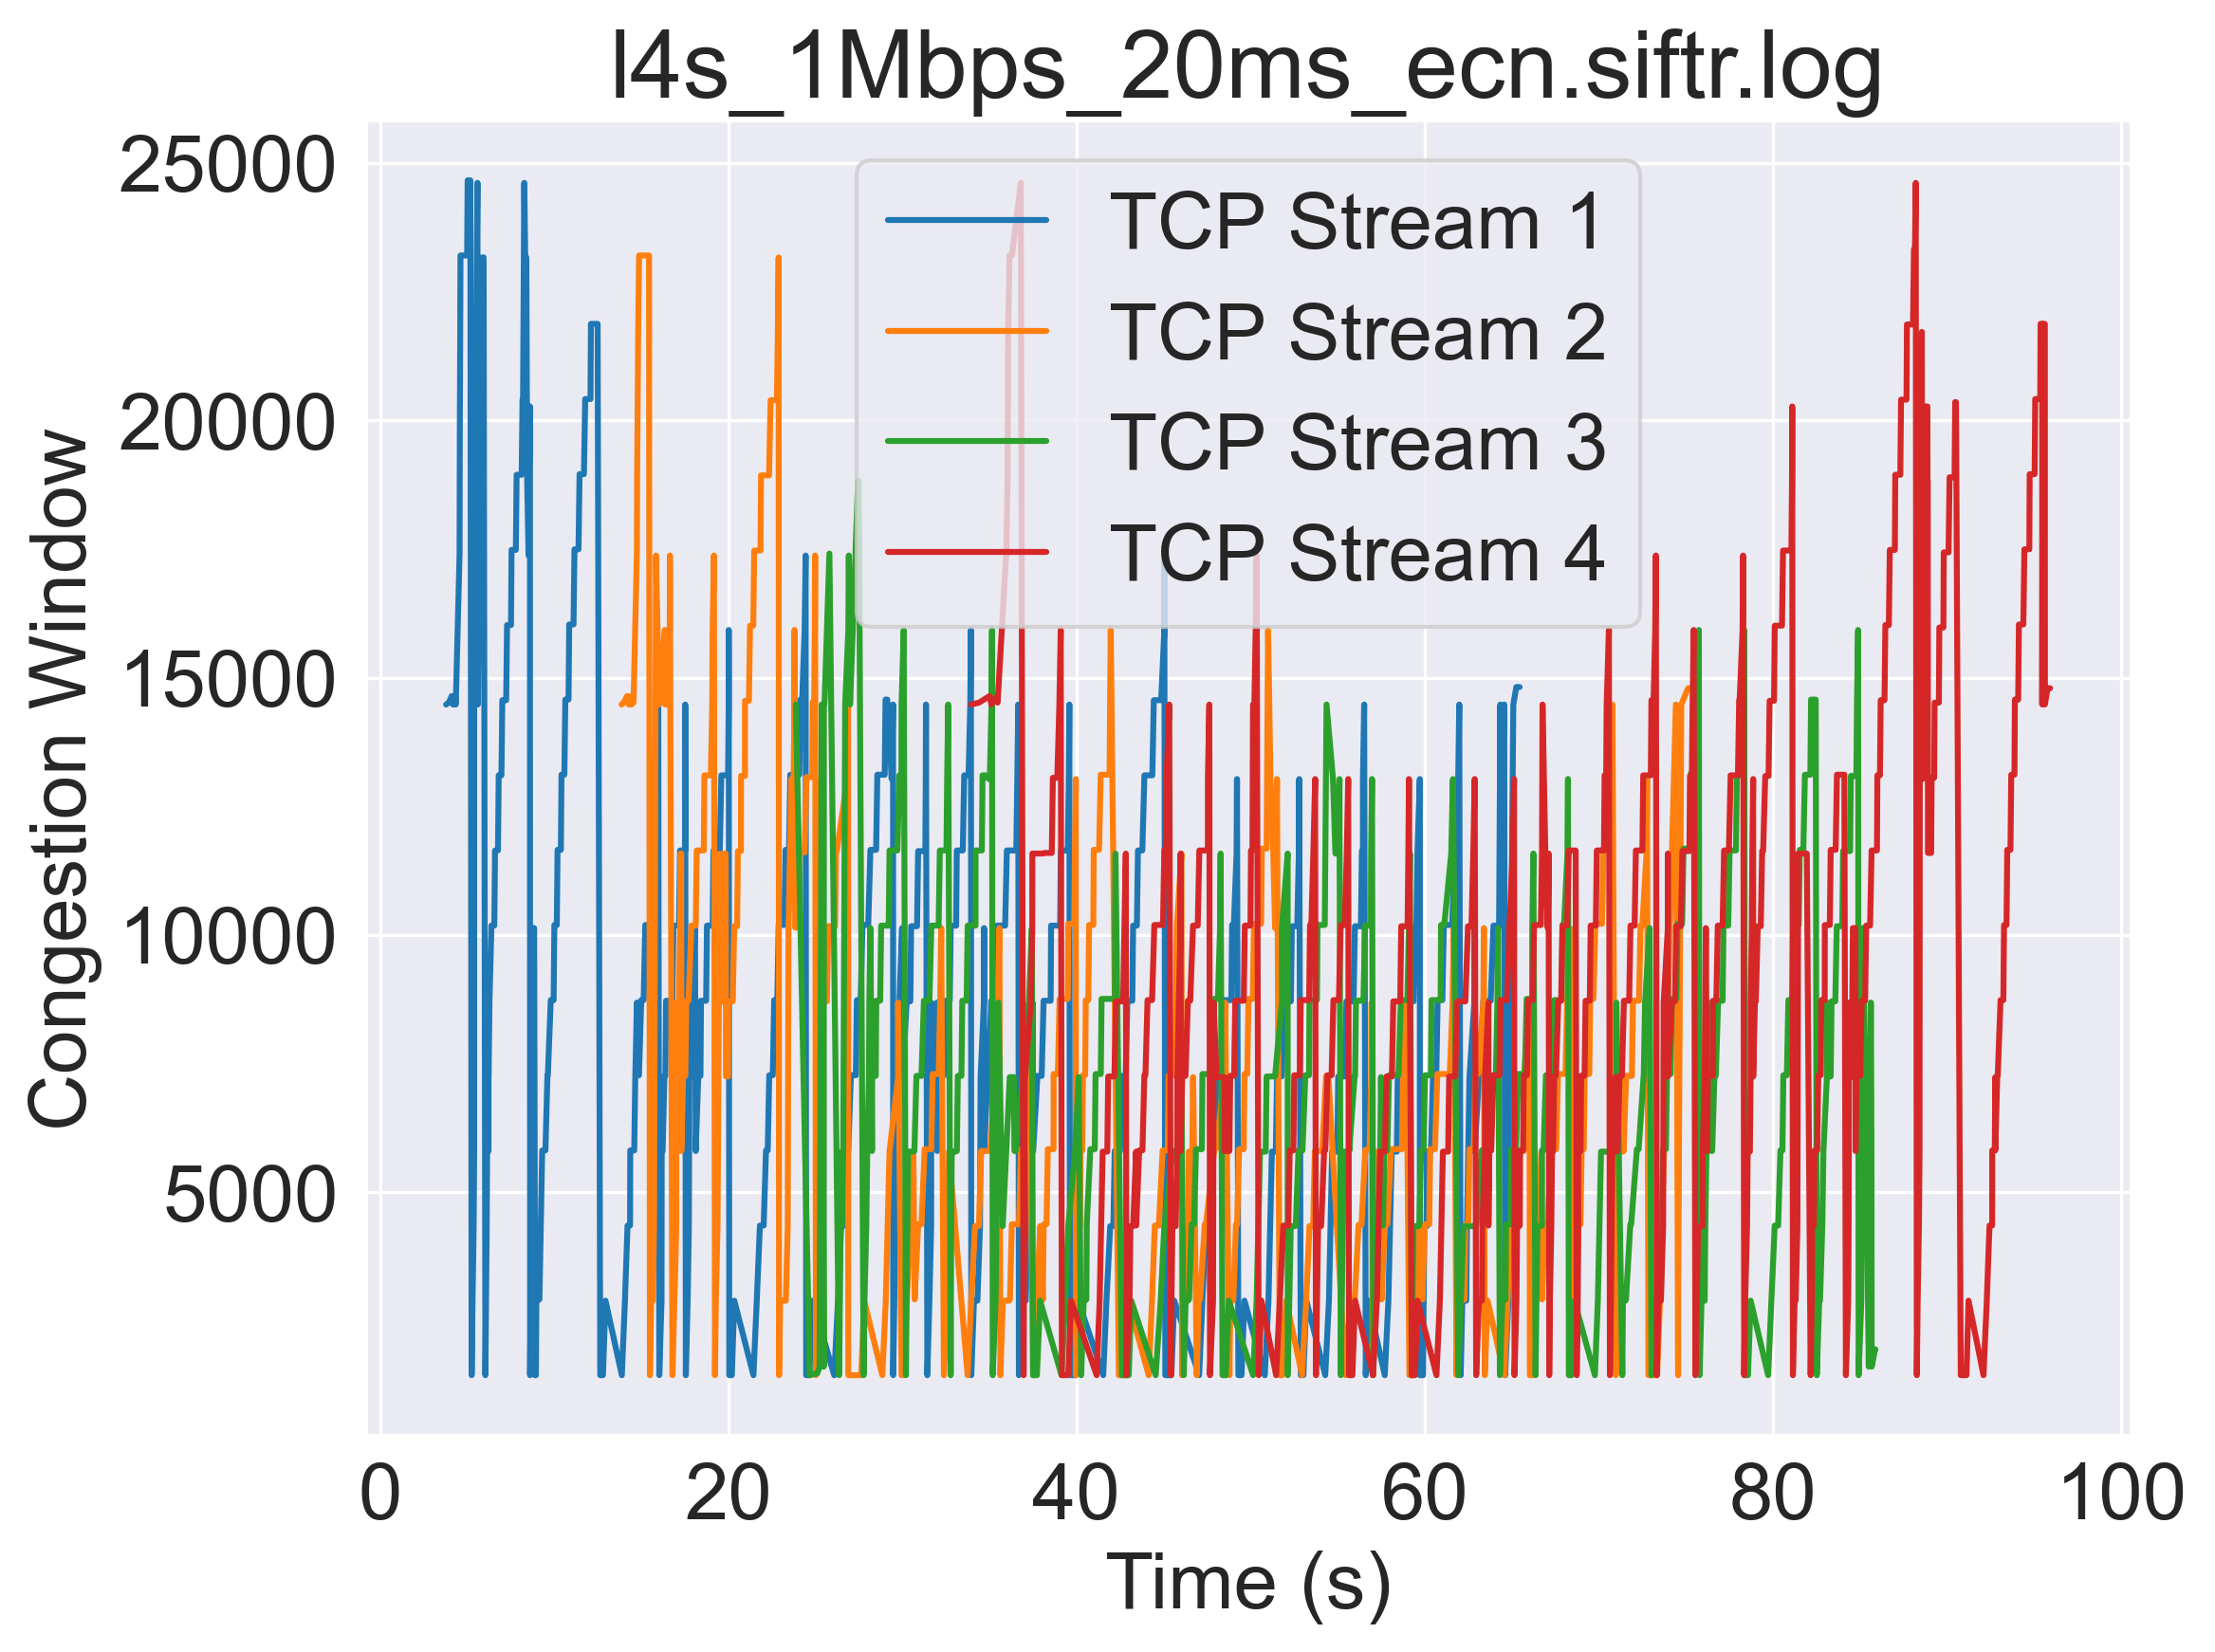 l4s_1Mbps_20ms_ecn.siftr.log
25000
20000
15000
10000
5000
Congestion Window
TCP Stream 1
TCP Stream 2
TCP Stream 3
TCP Stream 4
0 20 40 60 80 100
Time (s)